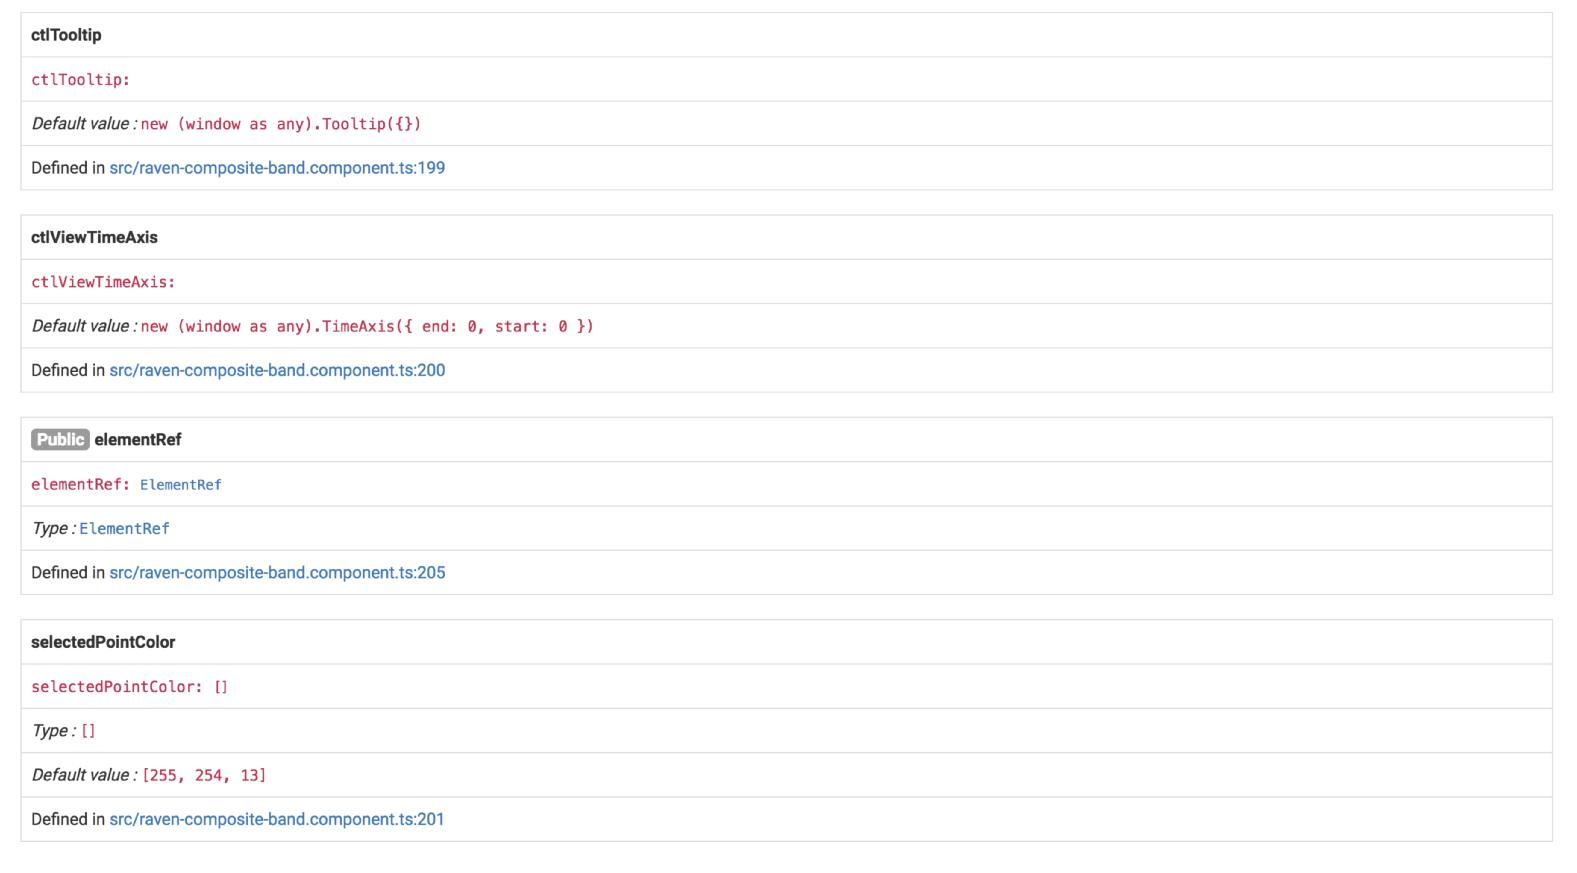 ctlTooltip
ctlTooltip:
Default value : new (window as any).Tooltip({})
Defined in src/raven-composite-band.component.ts:199
ctlViewTimeAxis
ctlViewTimeAxis:
Default value : new (window as any).TimeAxis({ end: 0, start: 0 })
Defined in src/raven-composite-band.component.ts:200
Public elementRef
elementRef: ElementRef
Type : ElementRef
Defined in src/raven-composite-band.component.ts:205
selectedPointColor
selectedPointColor: []
Type : []
Default value : [255, 254, 13]
Defined in src/raven-composite-band.component.ts:201